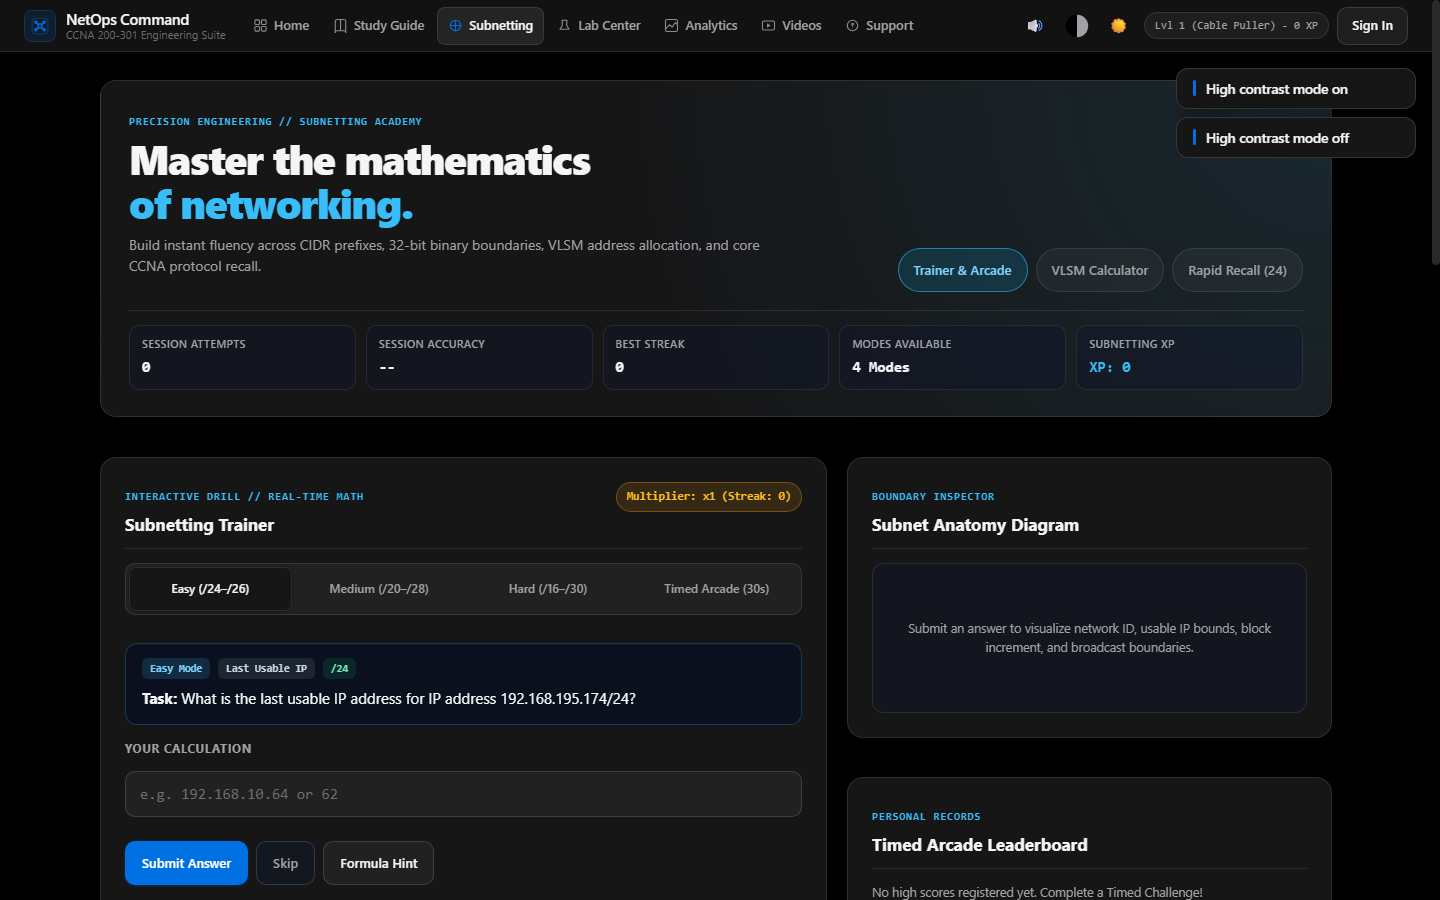 NetOps Command
CCNA 200-301 Engineering Suite
Home
Study Guide
Subnetting
Lab Center
Analytics
Videos
Support
Lvl 1 (Cable Puller) - 0 XP
Sign In
High contrast mode on
High contrast mode off
PRECISION ENGINEERING // SUBNETTING ACADEMY
Master the mathematics
of networking.
Build instant fluency across CIDR prefixes, 32-bit binary boundaries, VLSM address allocation, and core
CCNA protocol recall.
Trainer & Arcade
VLSM Calculator
Rapid Recall (24)
SESSION ATTEMPTS
0
SESSION ACCURACY
--
BEST STREAK
0
MODES AVAILABLE
4 Modes
SUBNETTING XP
XP: 0
INTERACTIVE DRILL // REAL-TIME MATH
Subnetting Trainer
Multiplier: x1 (Streak: 0)
Easy (/24–/26)
Medium (/20–/28)
Hard (/16–/30)
Timed Arcade (30s)
Easy Mode
Last Usable IP
/24
Task: What is the last usable IP address for IP address 192.168.195.174/24?
YOUR CALCULATION
e.g. 192.168.10.64 or 62
Submit Answer
Skip
Formula Hint
BOUNDARY INSPECTOR
Subnet Anatomy Diagram
Submit an answer to visualize network ID, usable IP bounds, block
increment, and broadcast boundaries.
PERSONAL RECORDS
Timed Arcade Leaderboard
No high scores registered yet. Complete a Timed Challenge!